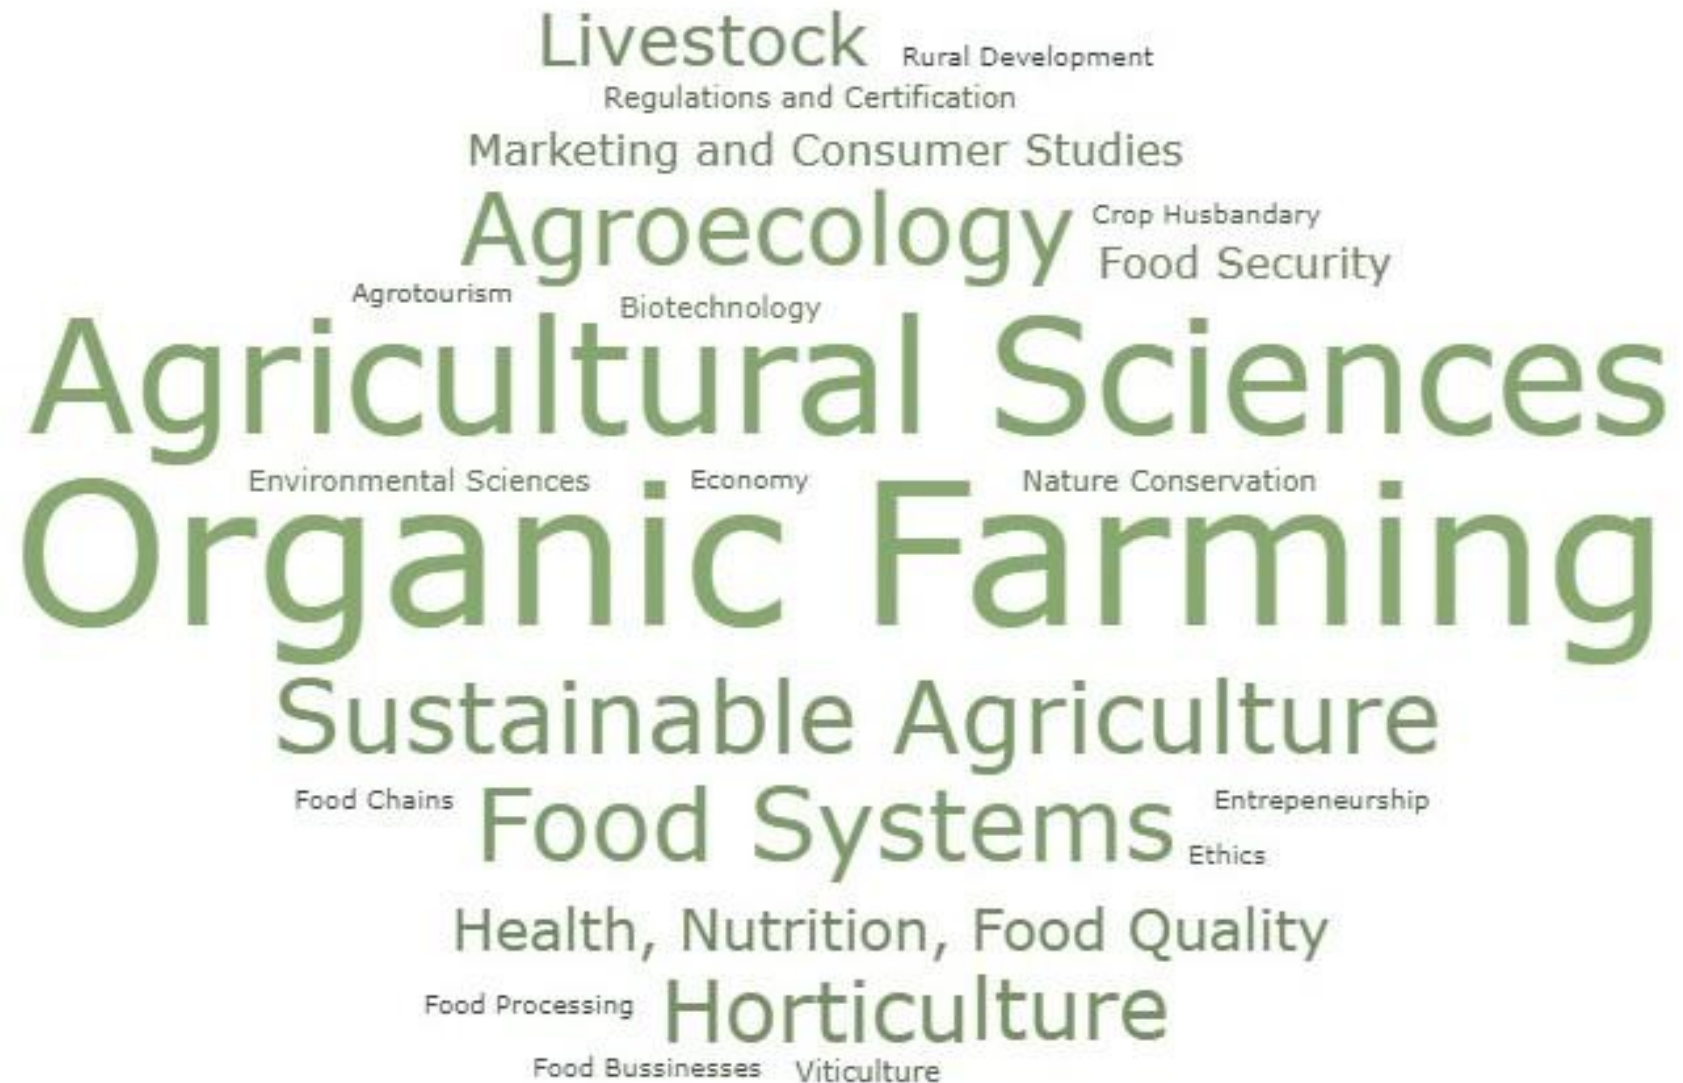 Livestock Rural Development
Regulations and Certification
Marketing and Consumer Studies
Agroecology Crop Husbandary
Food Security
Agrotourism Biotechnology
Agricultural Sciences
Environmental Sciences Economy Nature Conservation
Organic Farming
Sustainable Agriculture
Food Chains Food Systems Entrepeneurship
Ethics
Health, Nutrition, Food Quality
Food Processing Horticulture
Food Bussinesses Viticulture